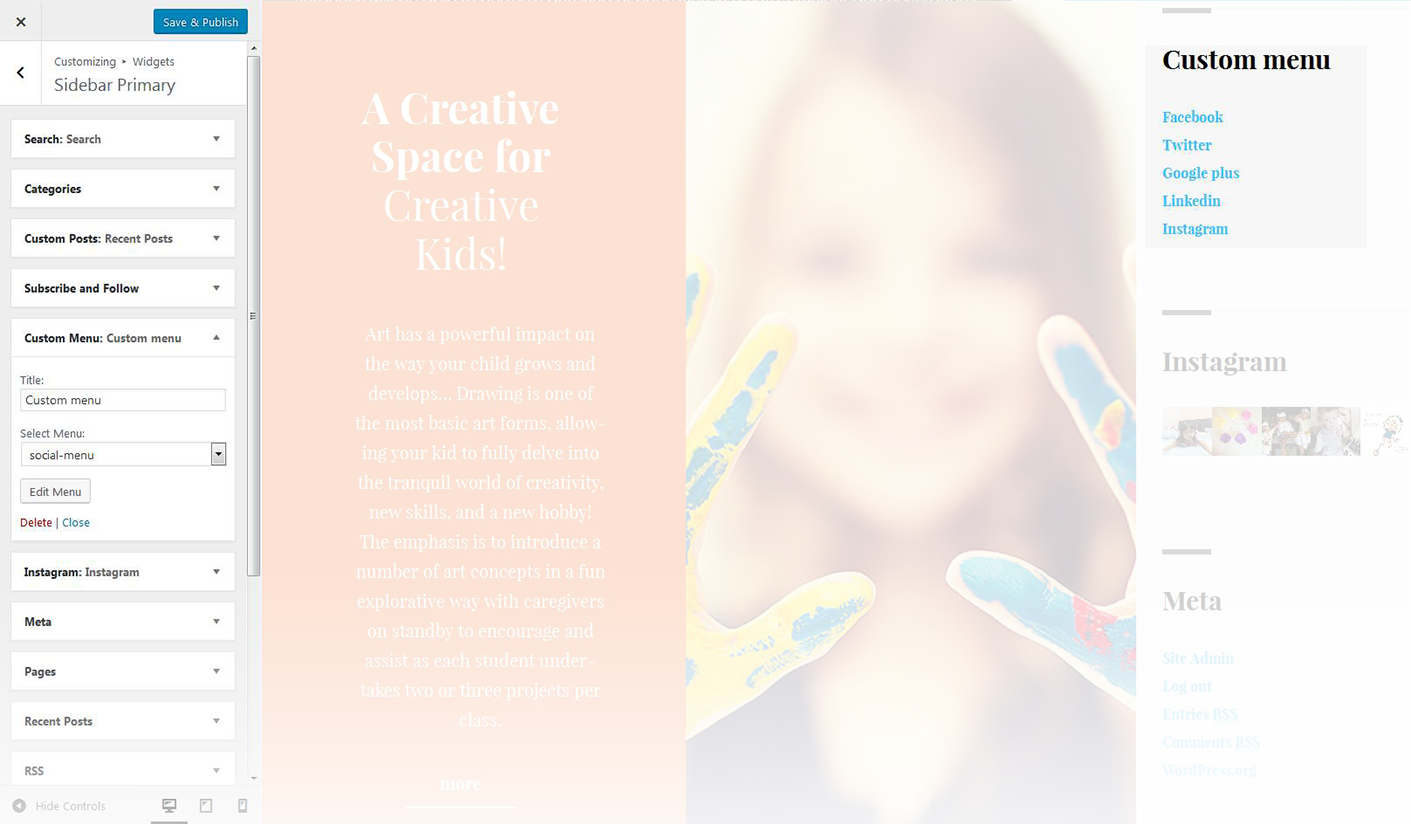 Save & Publish
Customizing ▸ Widgets
Sidebar Primary
Search: Search
Categories
Custom Posts: Recent Posts
Subscribe and Follow
Custom Menu: Custom menu
Title:
Custom menu
Select Menu:
social-menu
Edit Menu
Delete | Close
Instagram: Instagram
Meta
Pages
Recent Posts
RSS
Hide Controls
A Creative
Space for
Creative
Kids!
Art has a powerful impact on
the way your child grows and
develops... Drawing is one of
the most basic art forms, allow-
ing your kid to fully delve into
the tranquil world of creativity,
new skills, and a new hobby!
The emphasis is to introduce a
number of art concepts in a fun
explorative way with caregivers
on standby to encourage and
assist as each student under-
takes two or three projects per
class.
more
Custom menu
Facebook
Twitter
Google plus
Linkedin
Instagram
Instagram
Meta
Site Admin
Log out
Entries RSS
Comments RSS
WordPress.org